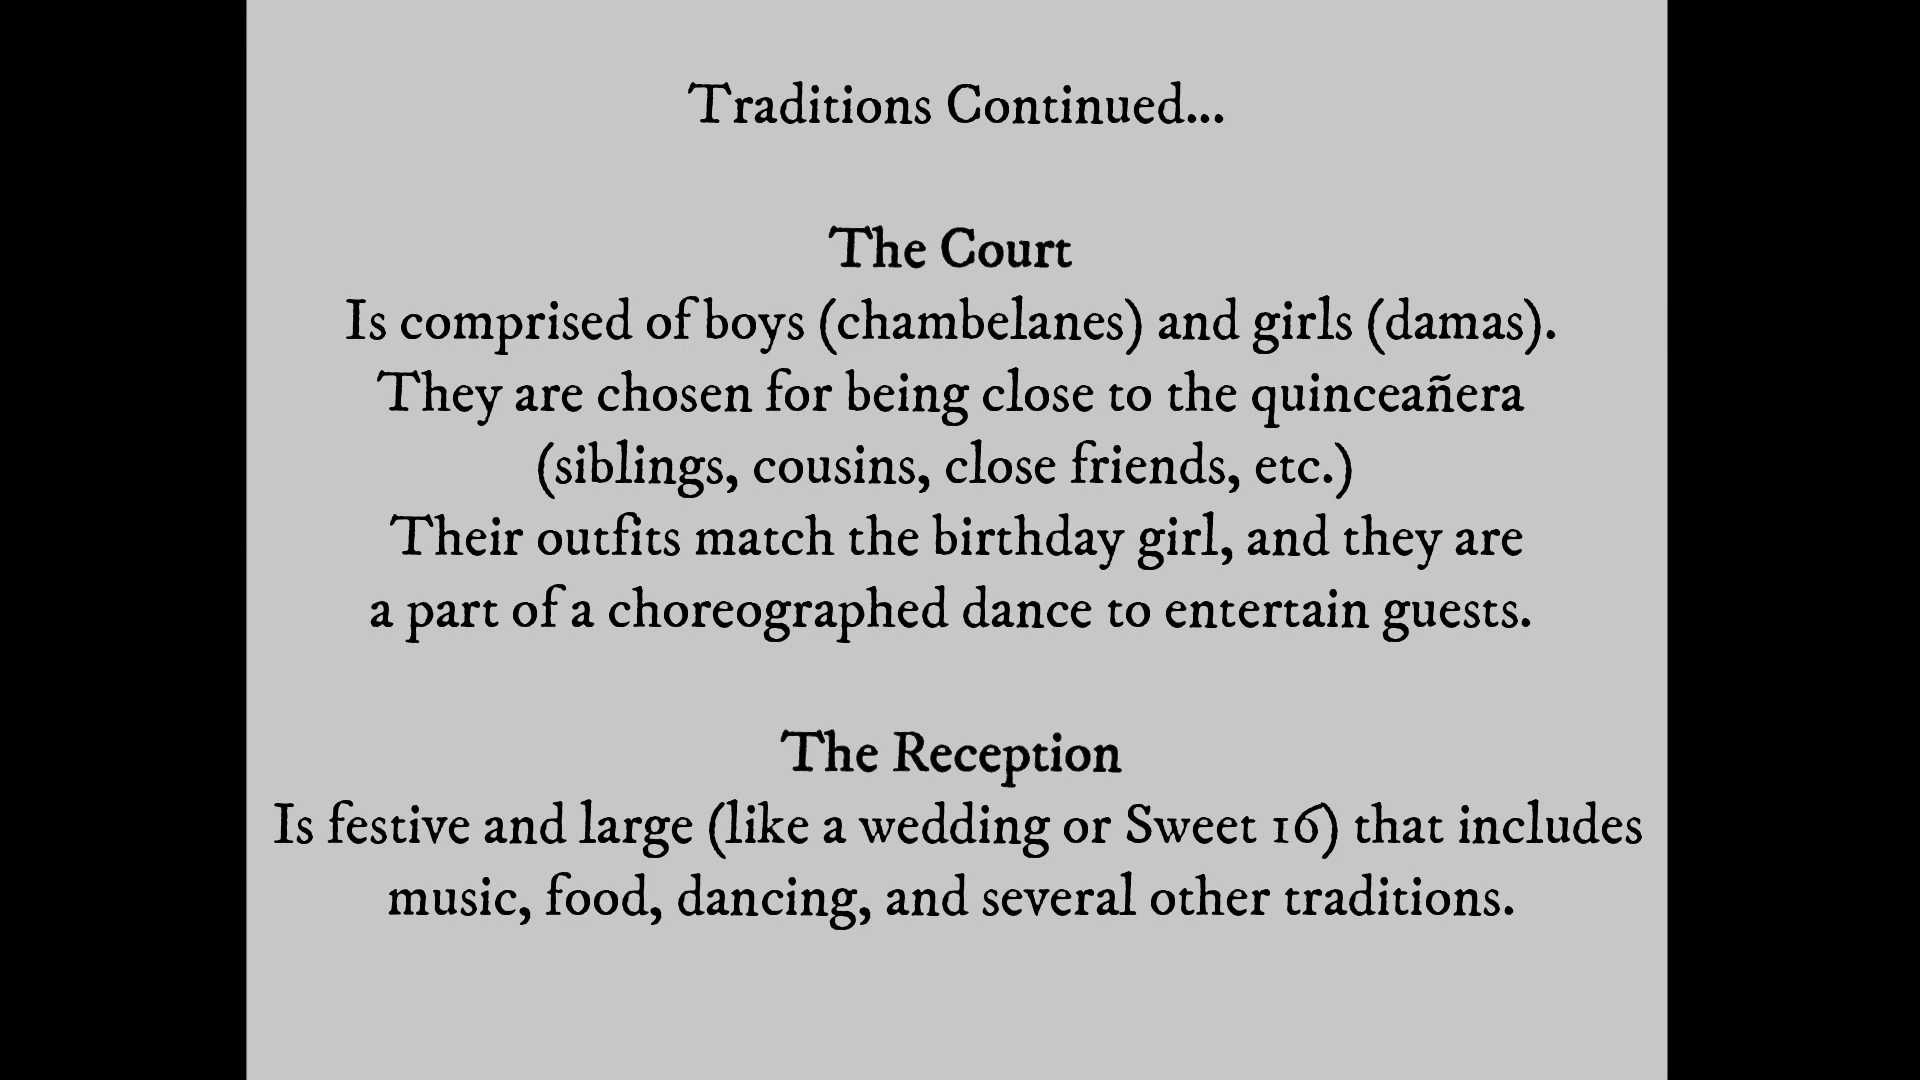 Traditions Continued...
The Court
Is comprised of boys (chambelanes) and girls (damas).
They are chosen for being close to the quinceañera
(siblings, cousins, close friends, etc.)
Their outfits match the birthday girl, and they are
a part of a choreographed dance to entertain guests.
The Reception
Is festive and large (like a wedding or Sweet 16) that includes
music, food, dancing, and several other traditions.